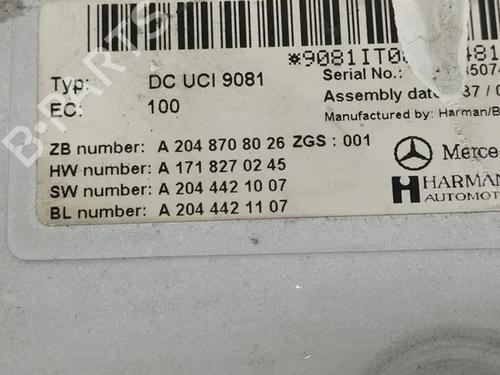 Typ: DC UCI 9081
EC: 100
Serial No.:
Assembly date
Manufactured by: Harman/B
ZB number: A 204 870 80 26 ZGS : 001
HW number: A 171 827 02 45
SW number: A 204 442 10 07
BL number: A 204 442 11 07
HARMAN
AUTOMOT
B-PARTS